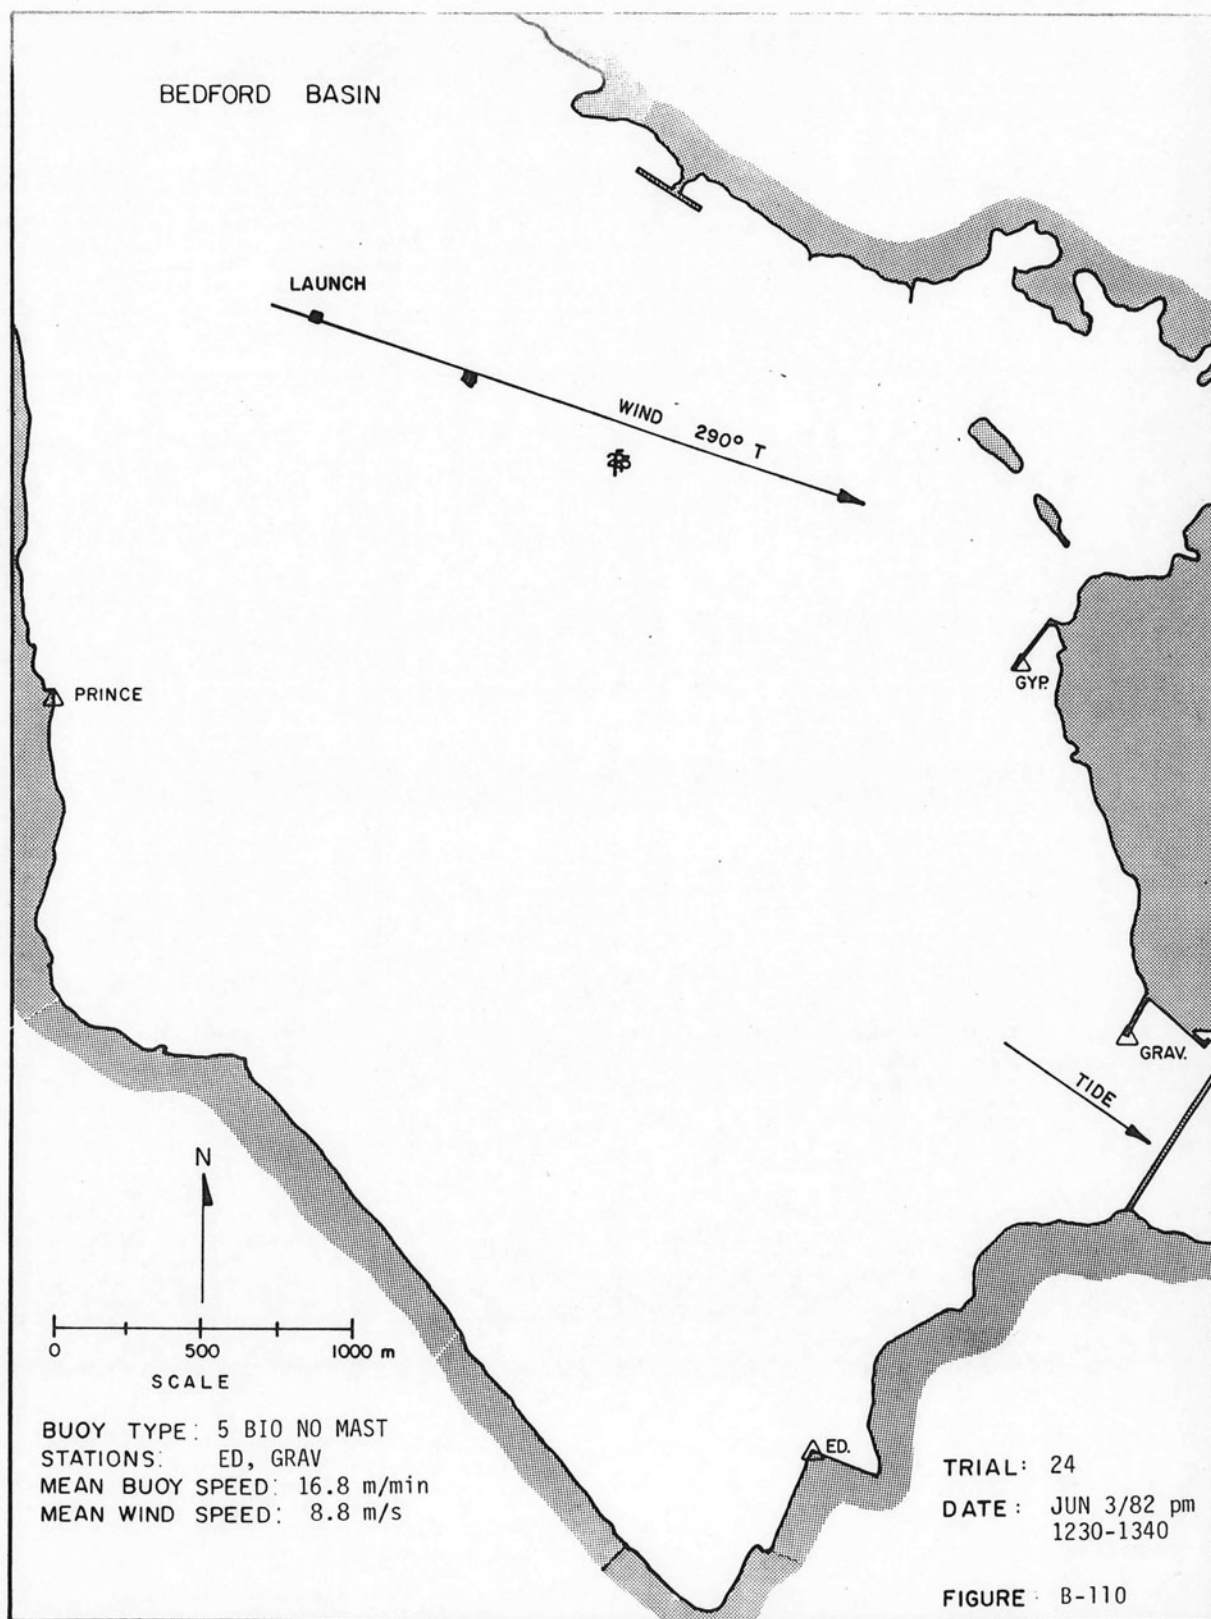 BEDFORD BASIN
LAUNCH
WIND 290° T
PRINCE
GYP.
GRAV.
TIDE
N
0 500 1000 m
SCALE
ED.
BUOY TYPE: 5 BIO NO MAST
STATIONS: ED, GRAV
MEAN BUOY SPEED: 16.8 m/min
MEAN WIND SPEED: 8.8 m/s
TRIAL: 24
DATE: JUN 3/82 pm
1230-1340
FIGURE B-110